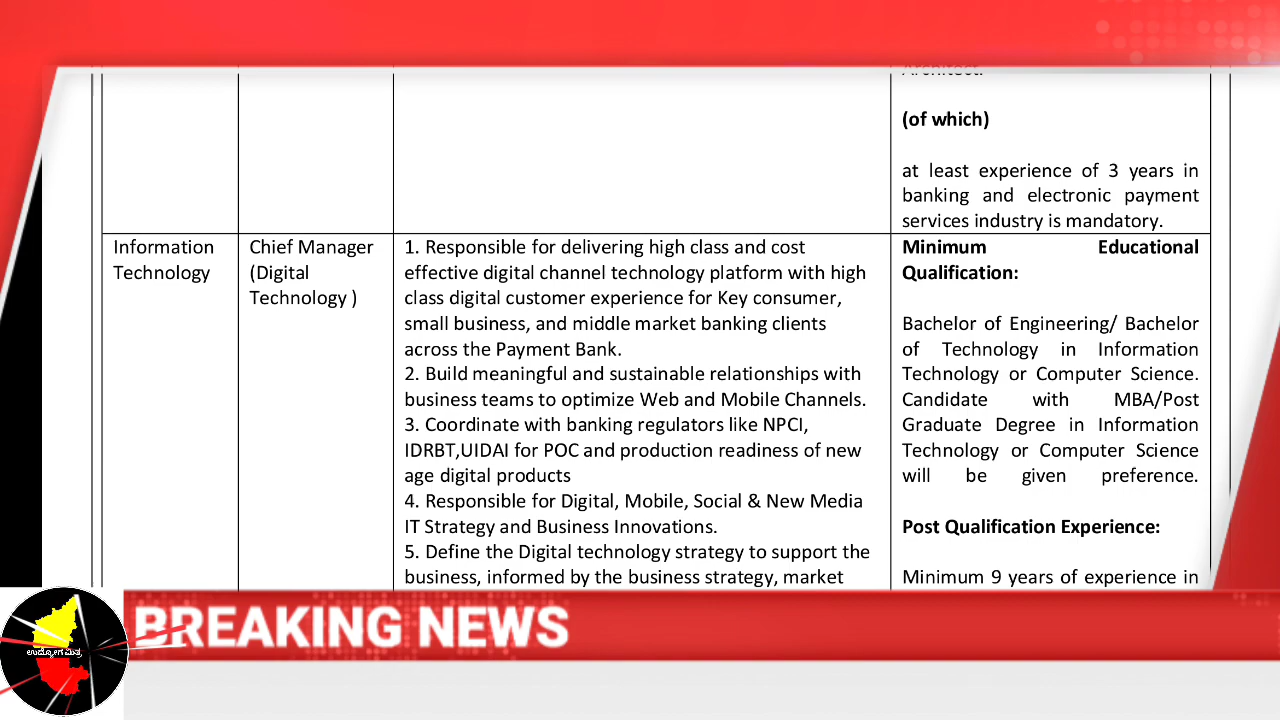 Architect.
(of which)
at least experience of 3 years in
banking and electronic payment
services industry is mandatory.
Information
Technology
Chief Manager
(Digital
Technology )
1. Responsible for delivering high class and cost
effective digital channel technology platform with high
class digital customer experience for Key consumer,
small business, and middle market banking clients
across the Payment Bank.
2. Build meaningful and sustainable relationships with
business teams to optimize Web and Mobile Channels.
3. Coordinate with banking regulators like NPCI,
IDRBT,UIDAI for POC and production readiness of new
age digital products
4. Responsible for Digital, Mobile, Social & New Media
IT Strategy and Business Innovations.
5. Define the Digital technology strategy to support the
business, informed by the business strategy, market
Minimum Educational
Qualification:
Bachelor of Engineering/ Bachelor
of Technology in Information
Technology or Computer Science.
Candidate with MBA/Post
Graduate Degree in Information
Technology or Computer Science
will be given preference.
Post Qualification Experience:
Minimum 9 years of experience in
BREAKING NEWS
ಉದ್ಯೋಗ ಮಿತ್ರ